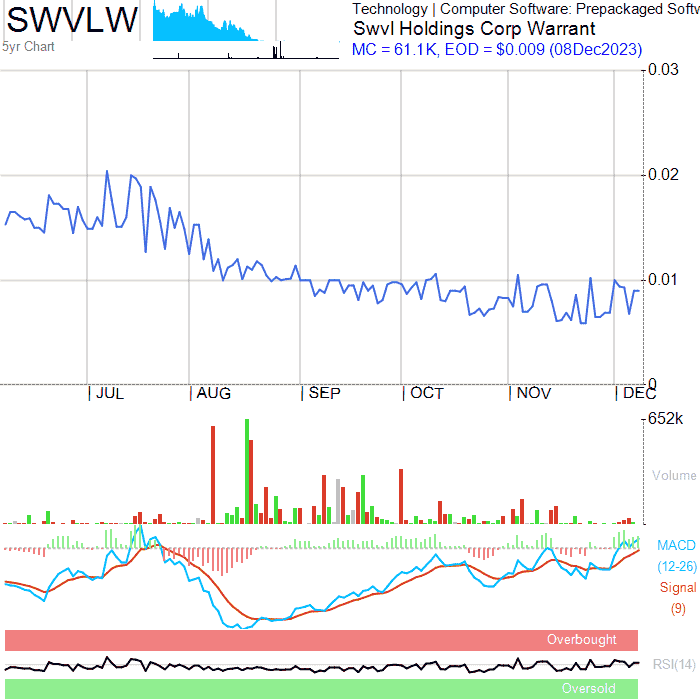 SWVLW
Technology | Computer Software: Prepackaged Softw
Swvl Holdings Corp Warrant
5yr Chart
MC = 61.1K, EOD = $0.009 (08Dec2023)
0.03
0.02
0.01
0
JUL AUG SEP OCT NOV DEC
652k
Volume
MACD
(12-26)
Signal
(9)
Overbought
RSI(14)
Oversold